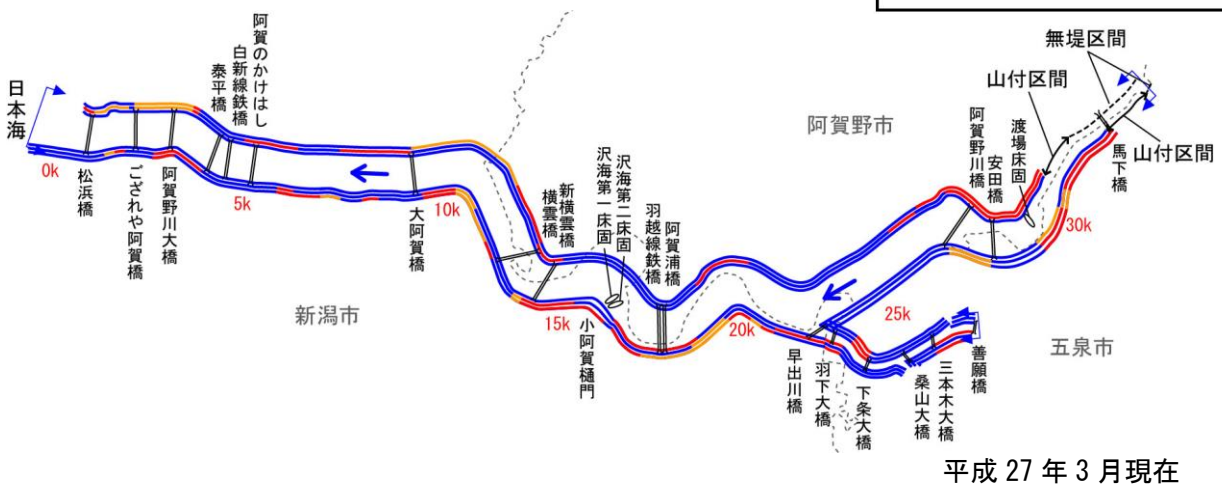 日本海
0k
松浜橋
ござれや阿賀橋
阿賀野川大橋
泰平橋
白新線鉄橋
阿賀のかけはし
5k
大阿賀橋
10k
新潟市
横雲橋
新横雲橋
15k
小阿賀樋門
沢海第一床固
沢海第二床固
羽越線鉄橋
阿賀浦橋
20k
早出川橋
羽下大橋
下条大橋
25k
桑山大橋
三本木大橋
善願橋
五泉市
阿賀野市
阿賀野川橋
安田橋
渡場床固
山付区間
無堤区間
馬下橋
山付区間
30k
平成 27 年 3 月現在